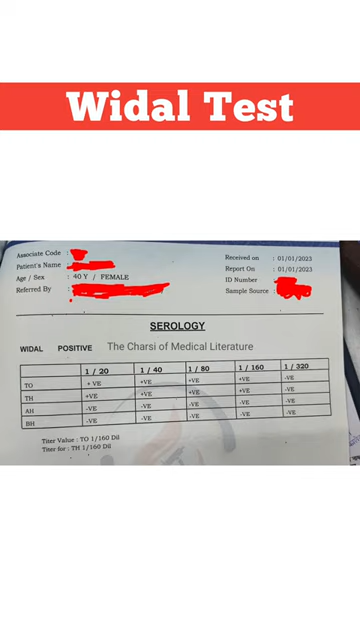 Widal Test
Associate Code :
Patient's Name :
Age / Sex : 40 Y / FEMALE
Referred By :
Received on : 01/01/2023
Report On : 01/01/2023
ID Number :
Sample Source :
SEROLOGY
WIDAL POSITIVE The Charsi of Medical Literature
1 / 20 1 / 40 1 / 80 1 / 160 1 / 320
TO + VE +VE +VE +VE -VE
TH +VE +VE +VE +VE -VE
AH -VE -VE -VE -VE -VE
BH -VE -VE -VE -VE -VE
Titer Value : TO 1/160 Dil
Titer for : TH 1/160 Dil